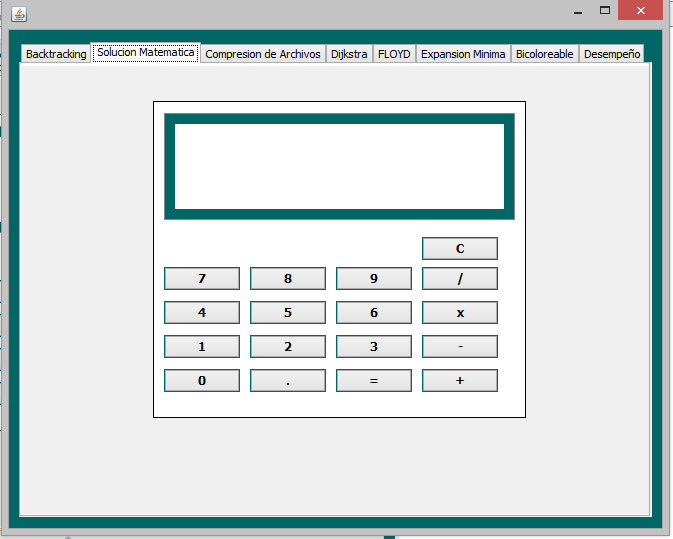 Backtracking Solucion Matematica Compresion de Archivos Dijkstra FLOYD Expansion Minima Bicoloreable Desempeño
C
7 8 9 /
4 5 6 x
1 2 3 -
0 . = +